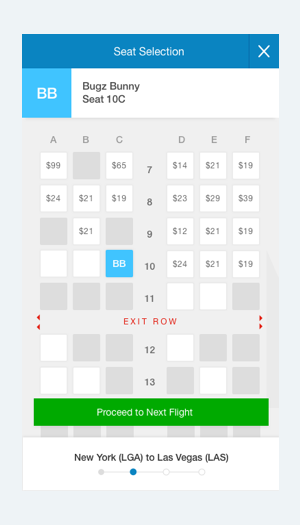 Seat Selection
BB
Bugz Bunny
Seat 10C
A B C D E F
$99 $65 7 $14 $21 $19
$24 $21 $19 8 $23 $29 $39
$21 9 $12 $21 $19
BB 10 $24 $21 $19
11
EXIT ROW
12
13
Proceed to Next Flight
New York (LGA) to Las Vegas (LAS)